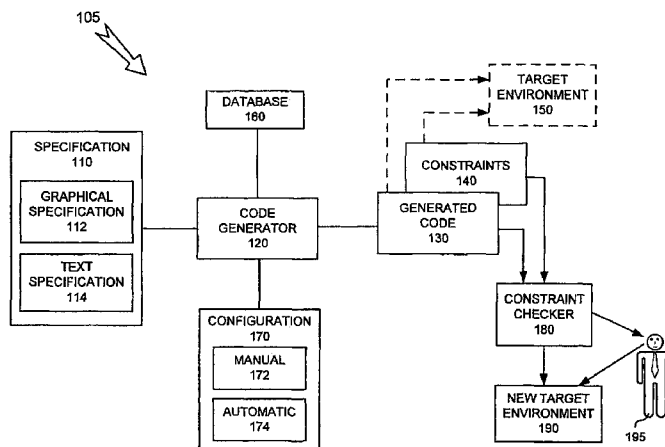 105
TARGET
ENVIRONMENT
150
DATABASE
160
SPECIFICATION
110
CONSTRAINTS
140
GRAPHICAL
SPECIFICATION
112
CODE
GENERATOR
120
GENERATED
CODE
130
TEXT
SPECIFICATION
114
CONFIGURATION
170
CONSTRAINT
CHECKER
180
MANUAL
172
AUTOMATIC
174
NEW TARGET
ENVIRONMENT
190
195